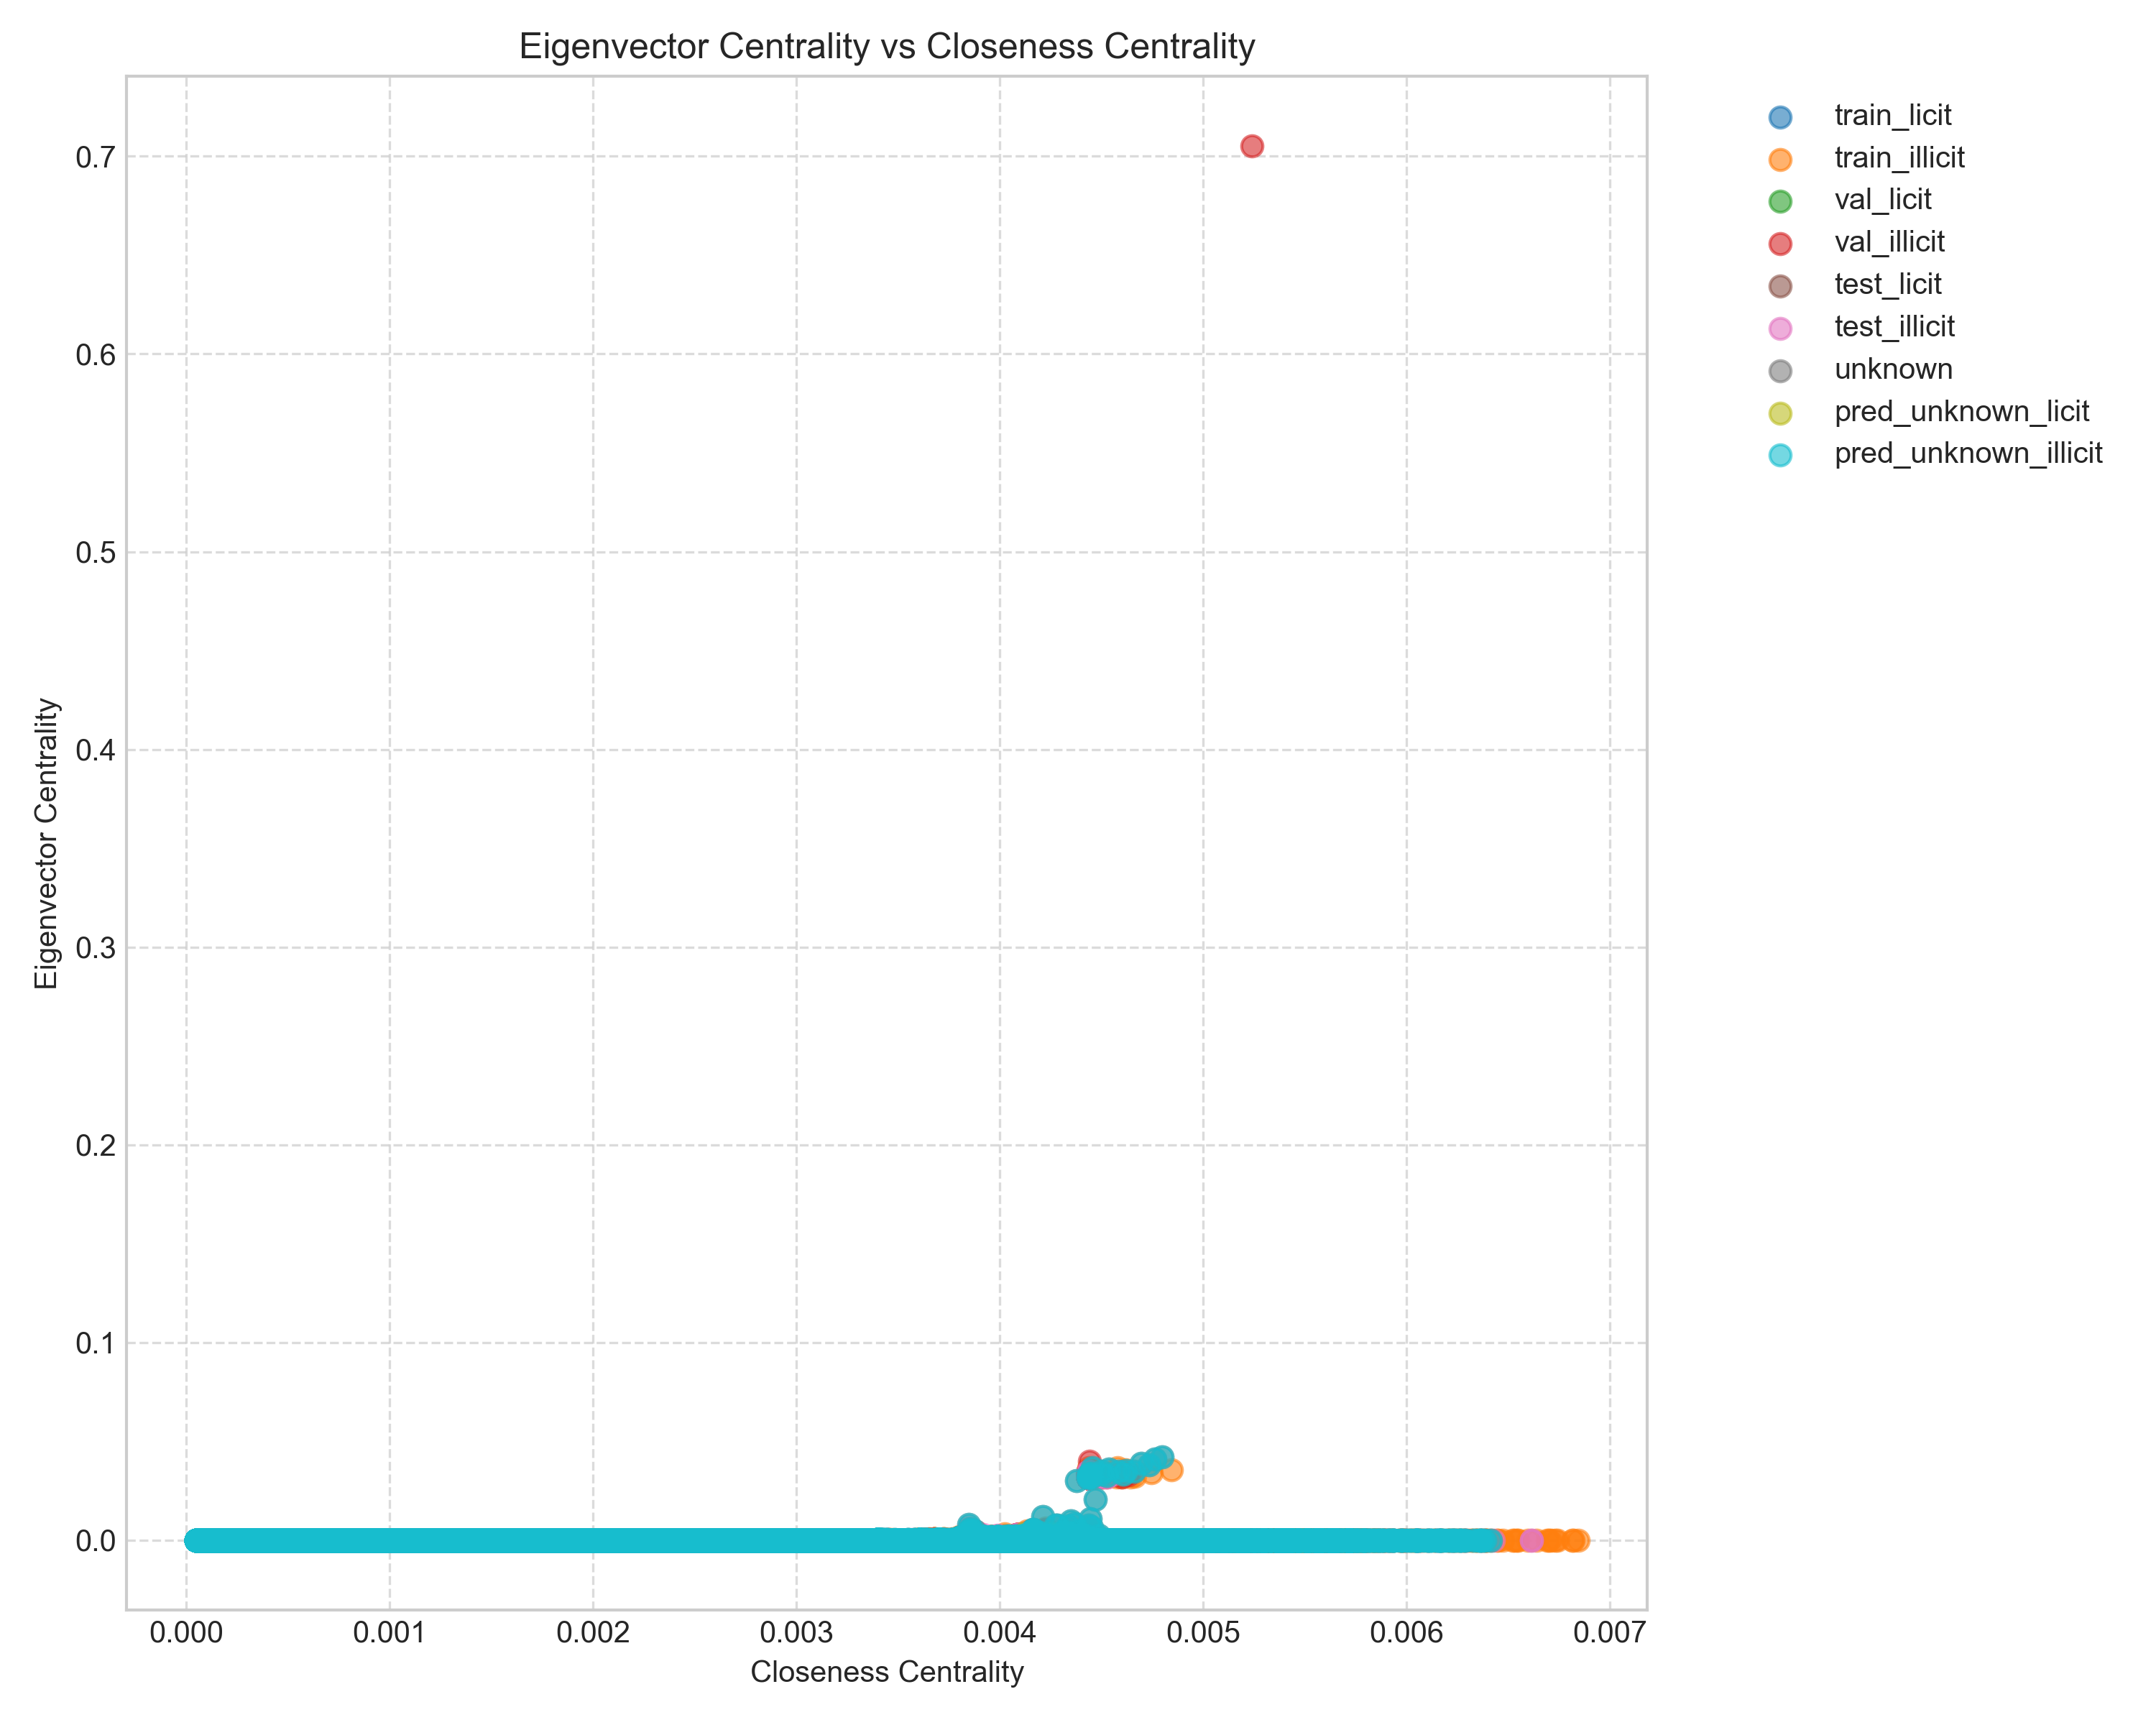 Eigenvector Centrality vs Closeness Centrality
0.7
0.6
0.5
0.4
0.3
0.2
0.1
0.0
Eigenvector Centrality
0.000 0.001 0.002 0.003 0.004 0.005 0.006 0.007
Closeness Centrality
train_licit
train_illicit
val_licit
val_illicit
test_licit
test_illicit
unknown
pred_unknown_licit
pred_unknown_illicit